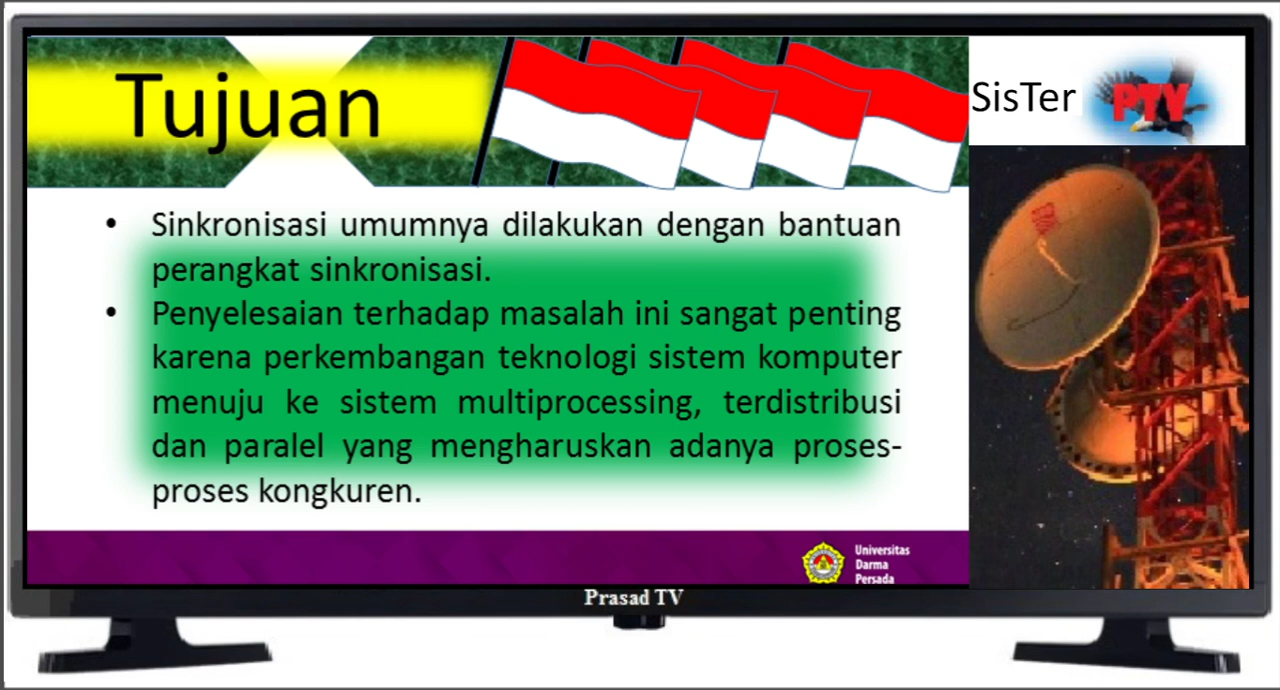 Tujuan
SisTer
PTY
• Sinkronisasi umumnya dilakukan dengan bantuan
perangkat sinkronisasi.
• Penyelesaian terhadap masalah ini sangat penting
karena perkembangan teknologi sistem komputer
menuju ke sistem multiprocessing, terdistribusi
dan paralel yang mengharuskan adanya proses-
proses kongkuren.
Universitas
Darma
Persada
Prasad TV